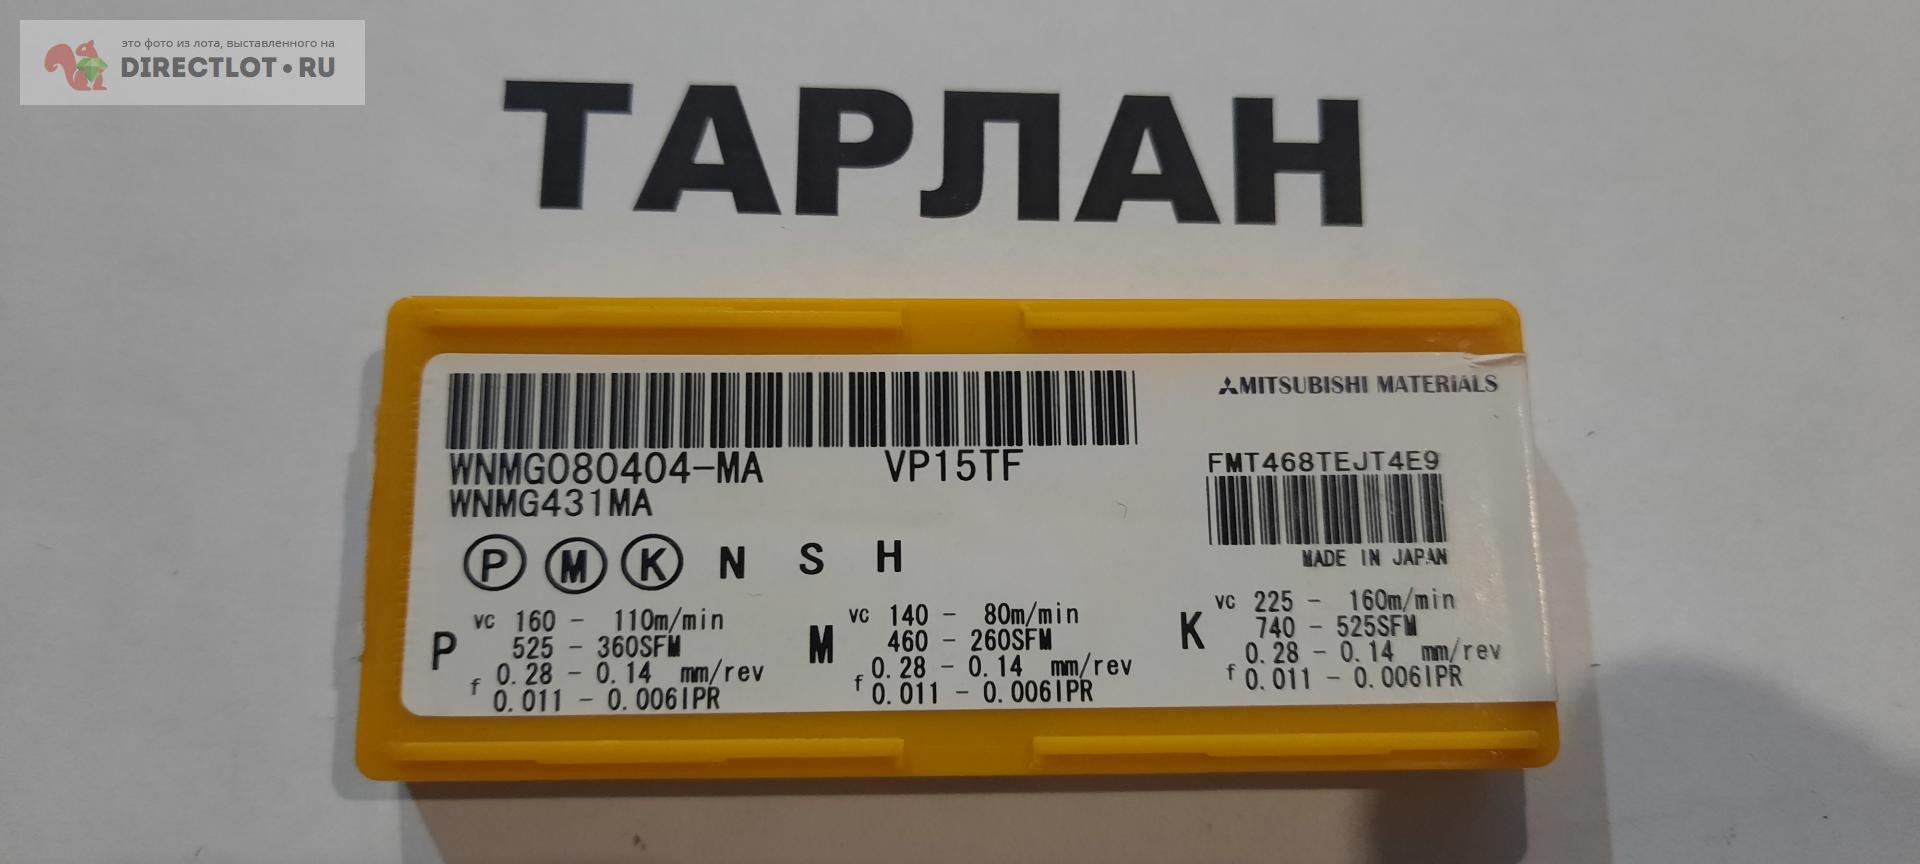 это фото из лота, выставленного на
DIRECTLOT•RU
ТАРЛАН
MITSUBISHI MATERIALS
WNMG080404-MA VP15TF
WNMG431MA
FMT468TEJT4E9
MADE IN JAPAN
P M K N S H
P vc 160 - 110m/min
525 - 360SFM
f 0.28 - 0.14 mm/rev
0.011 - 0.006IPR
M vc 140 - 80m/min
460 - 260SFM
f 0.28 - 0.14 mm/rev
0.011 - 0.006IPR
K vc 225 - 160m/min
740 - 525SFM
f 0.28 - 0.14 mm/rev
0.011 - 0.006IPR